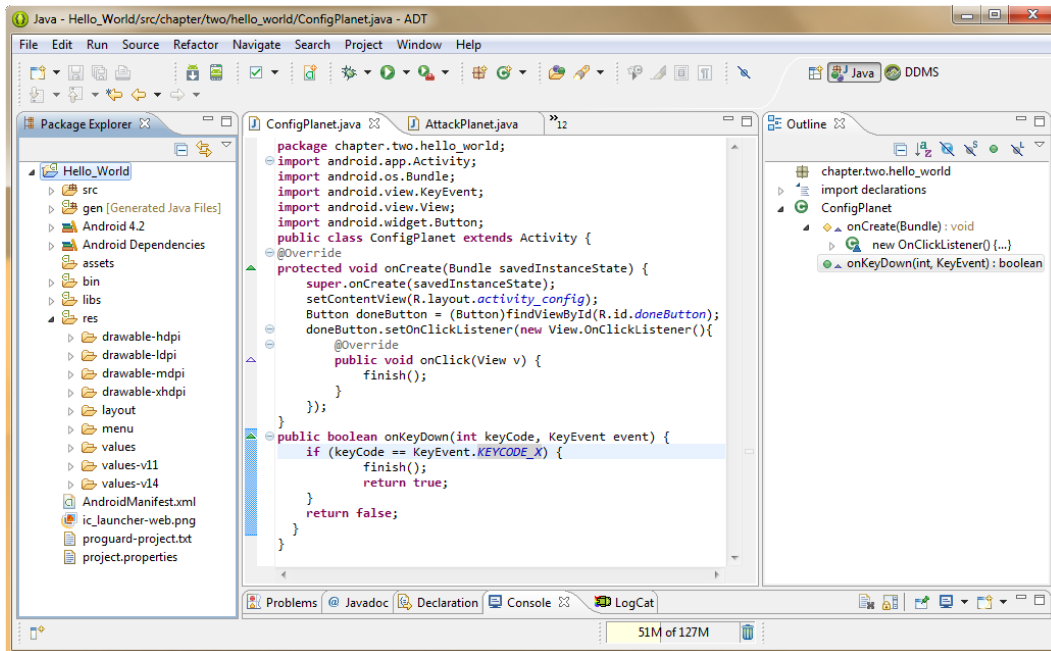 Java - Hello_World/src/chapter/two/hello_world/ConfigPlanet.java - ADT
File Edit Run Source Refactor Navigate Search Project Window Help
Java DDMS
Package Explorer
Hello_World
src
gen [Generated Java Files]
Android 4.2
Android Dependencies
assets
bin
libs
res
drawable-hdpi
drawable-ldpi
drawable-mdpi
drawable-xhdpi
layout
menu
values
values-v11
values-v14
AndroidManifest.xml
ic_launcher-web.png
proguard-project.txt
project.properties
ConfigPlanet.java AttackPlanet.java »12
package chapter.two.hello_world;
import android.app.Activity;
import android.os.Bundle;
import android.view.KeyEvent;
import android.view.View;
import android.widget.Button;
public class ConfigPlanet extends Activity {
@Override
protected void onCreate(Bundle savedInstanceState) {
super.onCreate(savedInstanceState);
setContentView(R.layout.activity_config);
Button doneButton = (Button)findViewById(R.id.doneButton);
doneButton.setOnClickListener(new View.OnClickListener(){
@Override
public void onClick(View v) {
finish();
}
});
}
public boolean onKeyDown(int keyCode, KeyEvent event) {
if (keyCode == KeyEvent.KEYCODE_X) {
finish();
return true;
}
return false;
}
}
Outline
chapter.two.hello_world
import declarations
ConfigPlanet
onCreate(Bundle) : void
new OnClickListener() {...}
onKeyDown(int, KeyEvent) : boolean
Problems @ Javadoc Declaration Console LogCat
51M of 127M